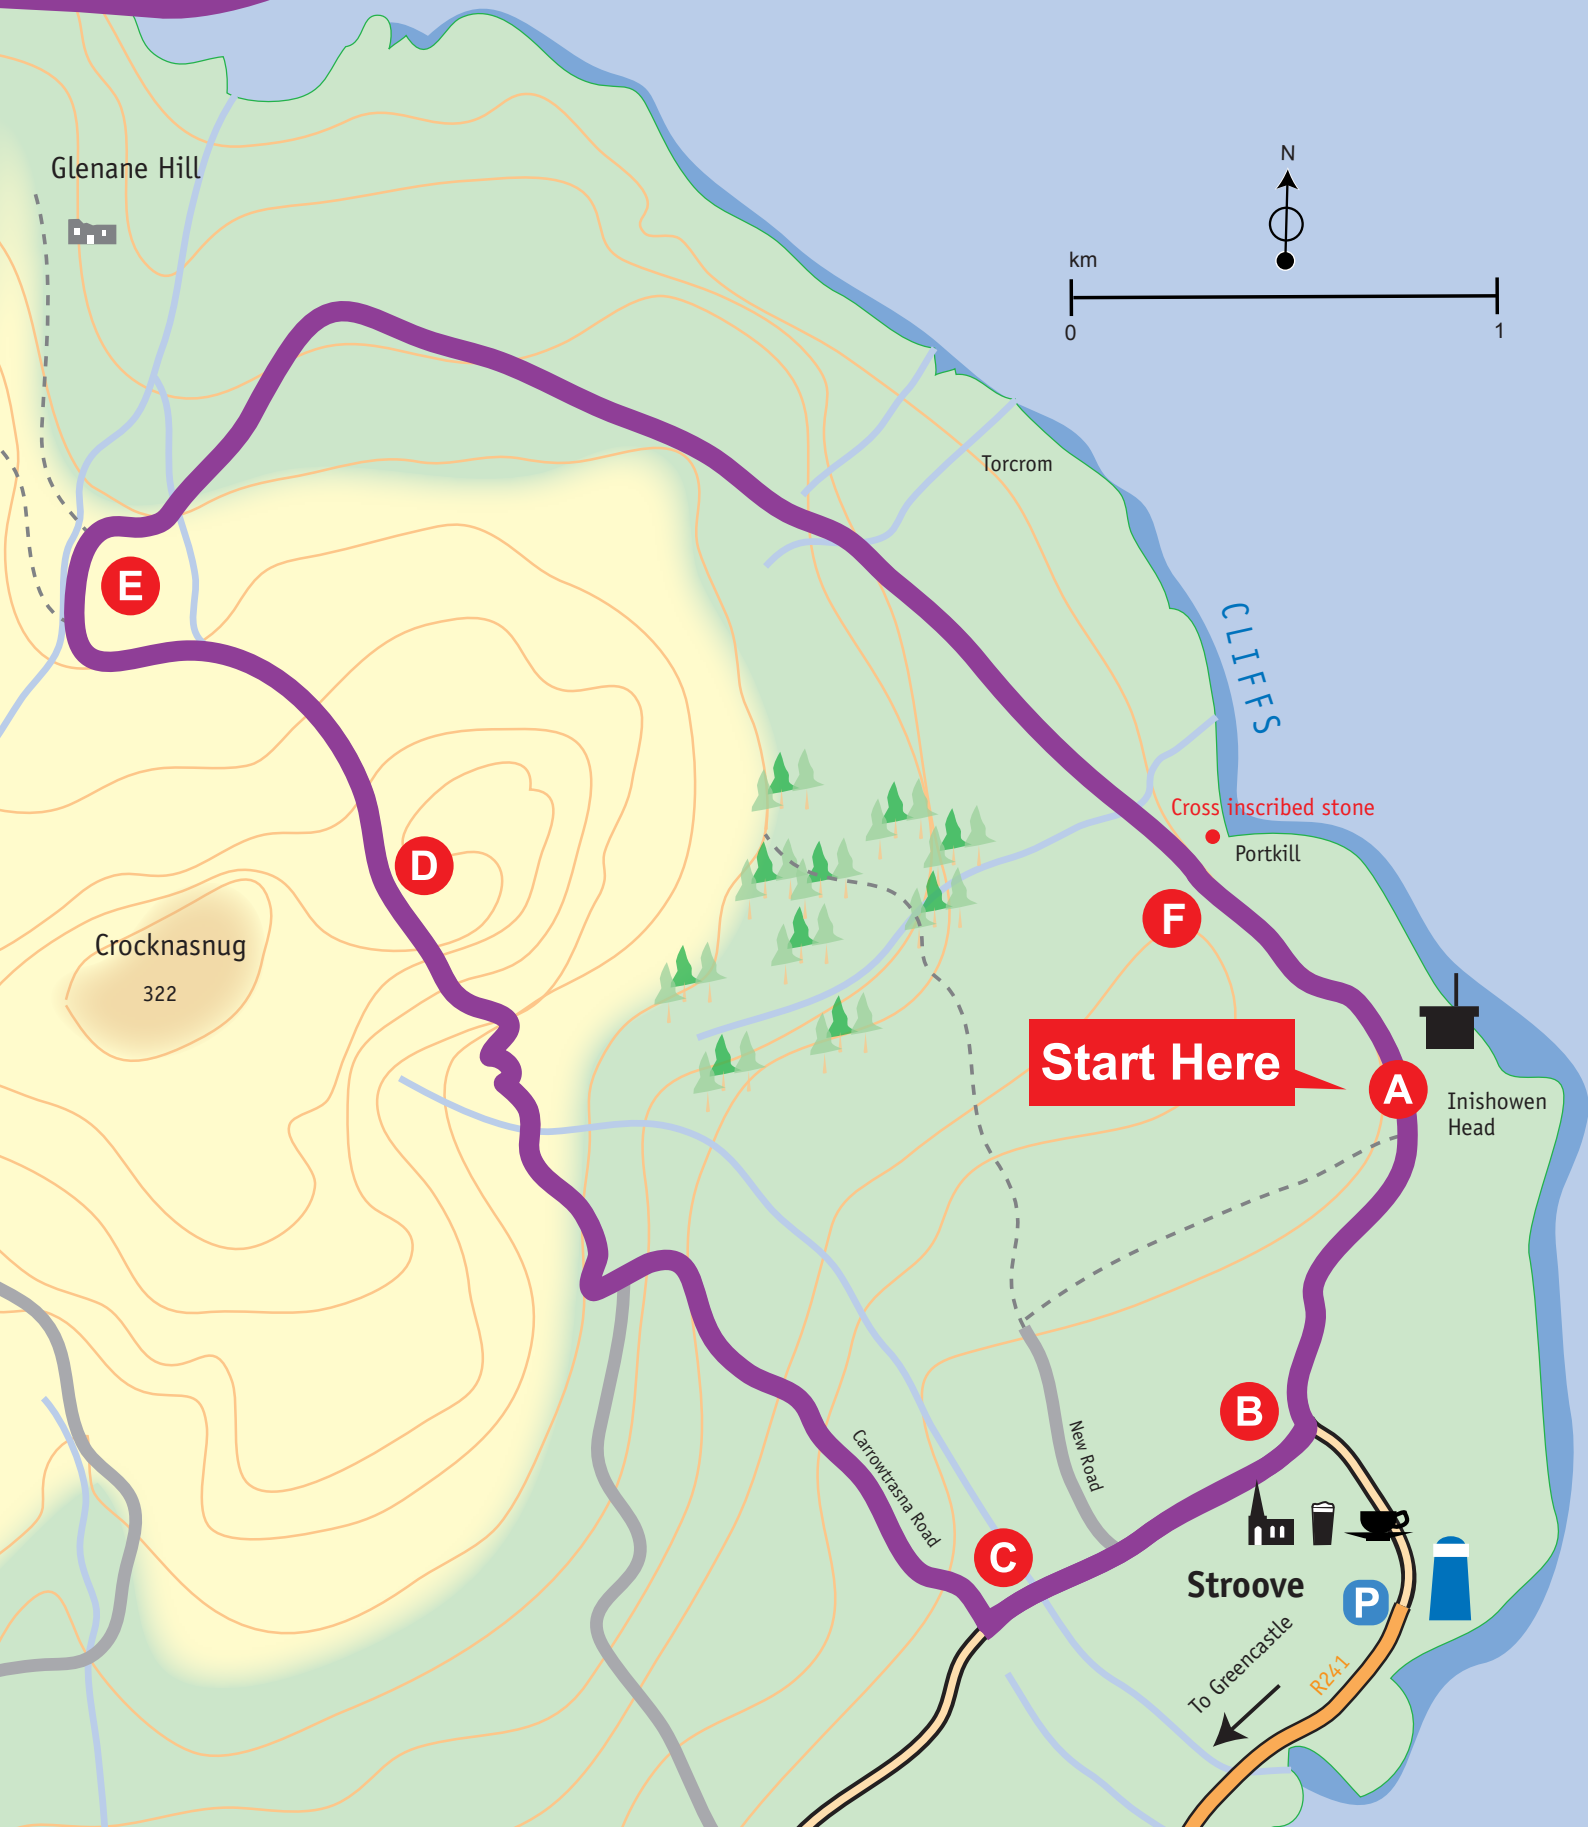 N
km
0
1
Glenane Hill
Torcrom
CLIFFS
E
Cross inscribed stone
Portkill
D
F
Crocknasnug
322
Start Here
A
Inishowen
Head
B
New Road
Carrowtrasna Road
C
Stroove
P
To Greencastle
R241